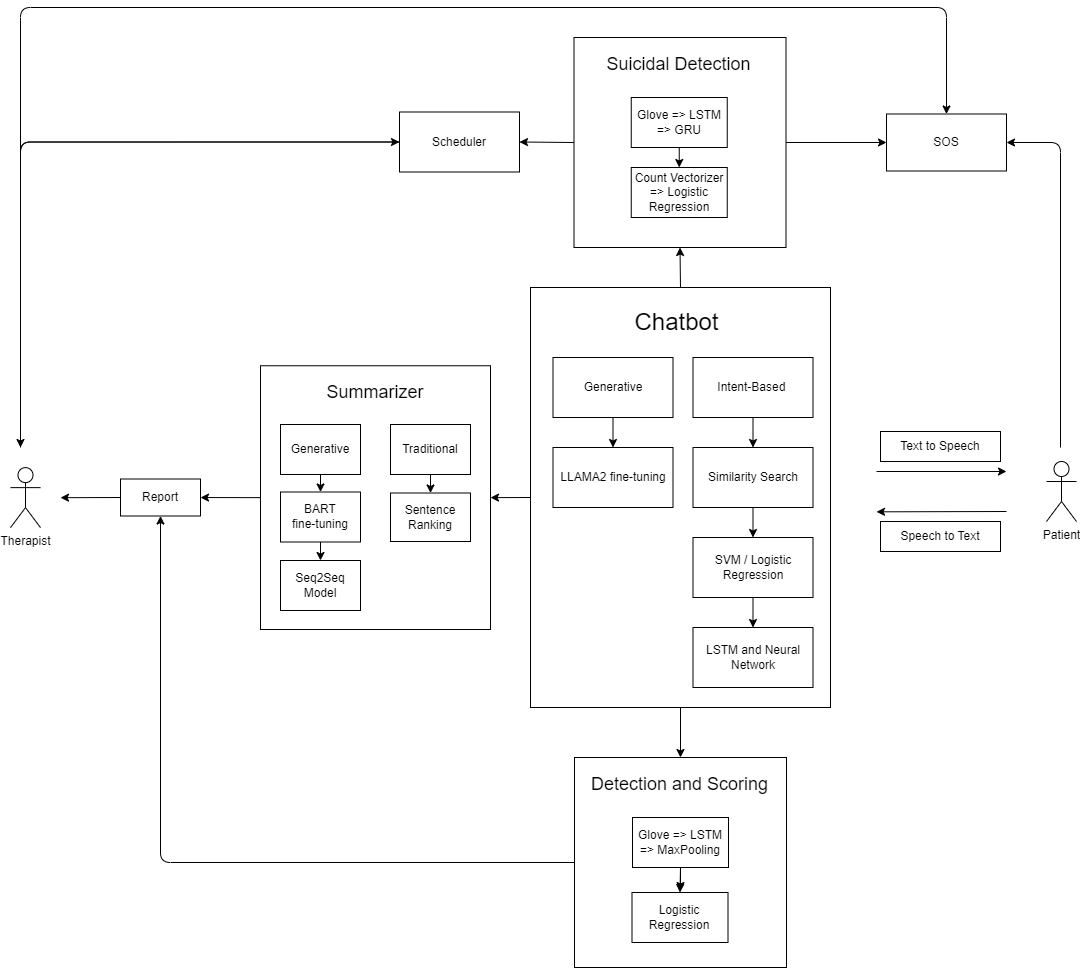 Suicidal Detection
Glove => LSTM
=> GRU
Count Vectorizer
=> Logistic
Regression
Scheduler
SOS
Chatbot
Generative
LLAMA2 fine-tuning
Intent-Based
Similarity Search
SVM / Logistic
Regression
LSTM and Neural
Network
Summarizer
Generative
BART
fine-tuning
Seq2Seq
Model
Traditional
Sentence
Ranking
Report
Therapist
Text to Speech
Speech to Text
Patient
Detection and Scoring
Glove => LSTM
=> MaxPooling
Logistic
Regression